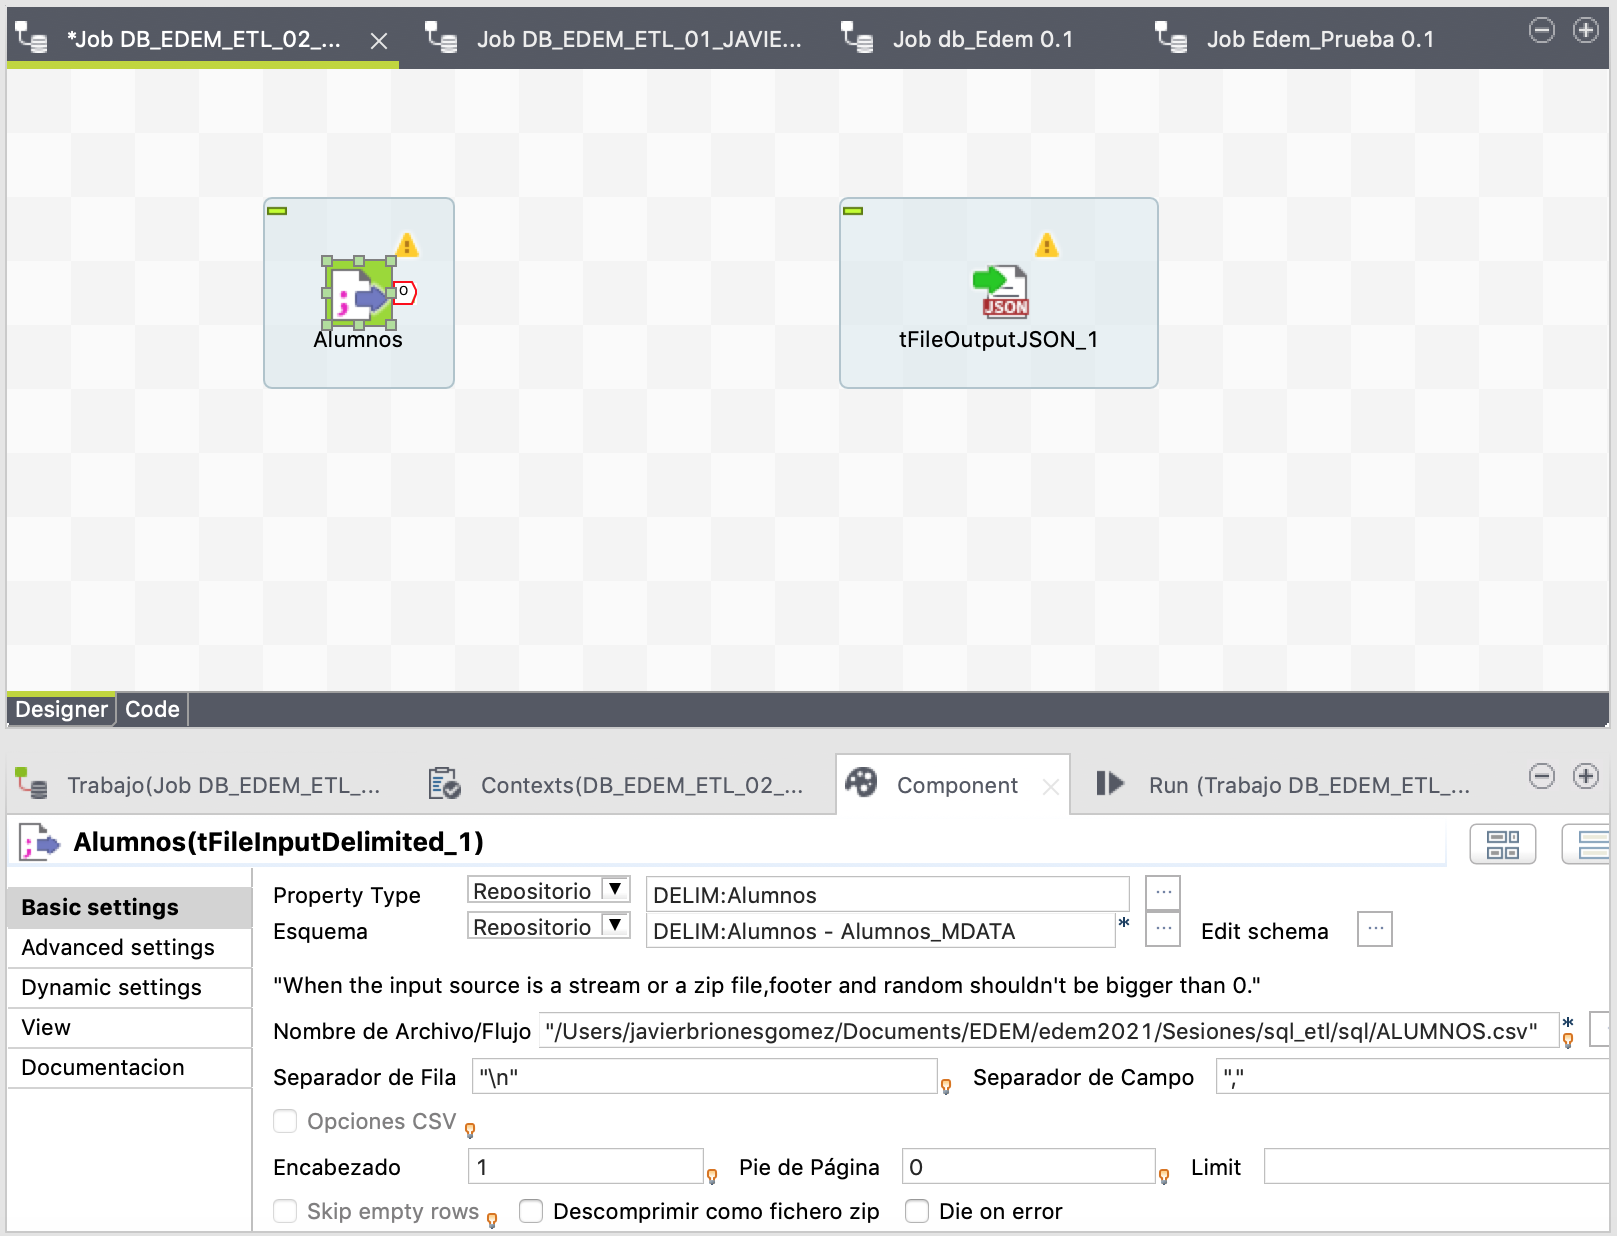 *Job DB_EDEM_ETL_02_... Job DB_EDEM_ETL_01_JAVIE... Job db_Edem 0.1 Job Edem_Prueba 0.1
O
JSON
Alumnos tFileOutputJSON_1
Designer Code
Trabajo(Job DB_EDEM_ETL_... Contexts(DB_EDEM_ETL_02_... Component Run (Trabajo DB_EDEM_ETL_...
Alumnos(tFileInputDelimited_1)
Basic settings
Advanced settings
Dynamic settings
View
Documentacion
Property Type Repositorio DELIM:Alumnos ...
Esquema Repositorio DELIM:Alumnos - Alumnos_MDATA * ... Edit schema ...
"When the input source is a stream or a zip file,footer and random shouldn't be bigger than 0."
Nombre de Archivo/Flujo "/Users/javierbrionesgomez/Documents/EDEM/edem2021/Sesiones/sql_etl/sql/ALUMNOS.csv" *
Separador de Fila "\n" Separador de Campo ","
Opciones CSV
Encabezado 1 Pie de Página 0 Limit
Skip empty rows Descomprimir como fichero zip Die on error